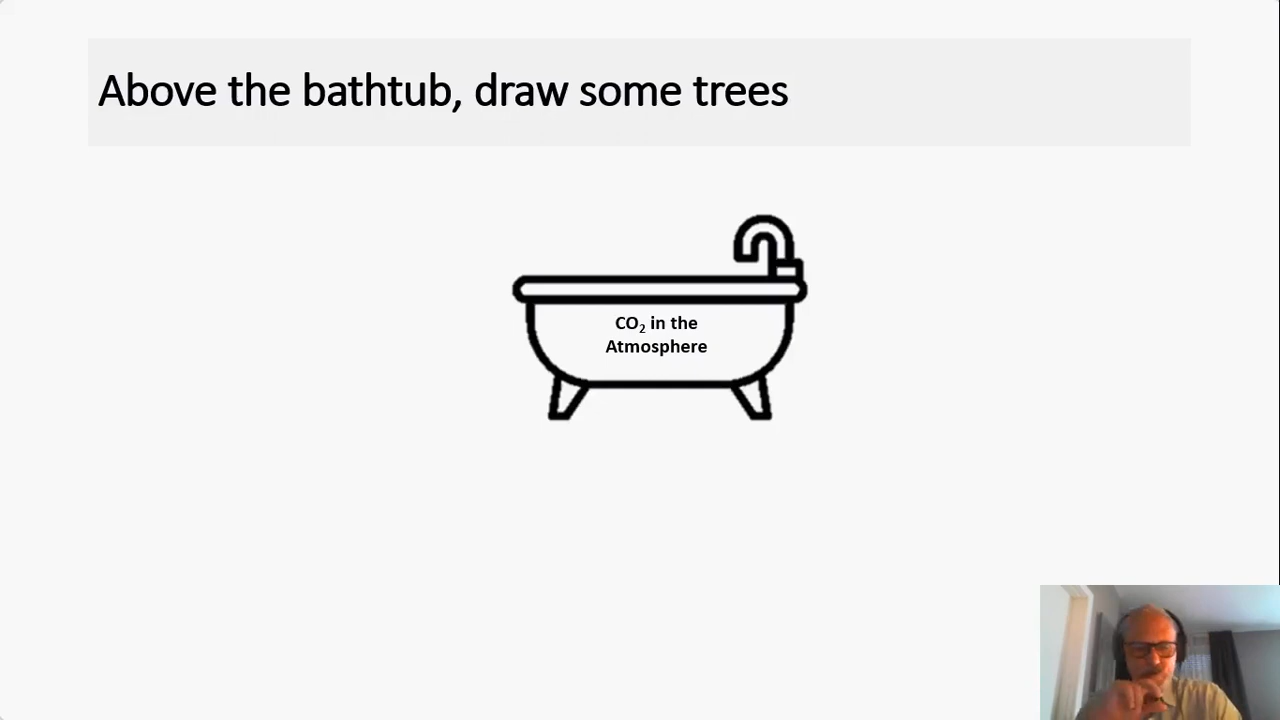 Above the bathtub, draw some trees
CO₂ in the
Atmosphere